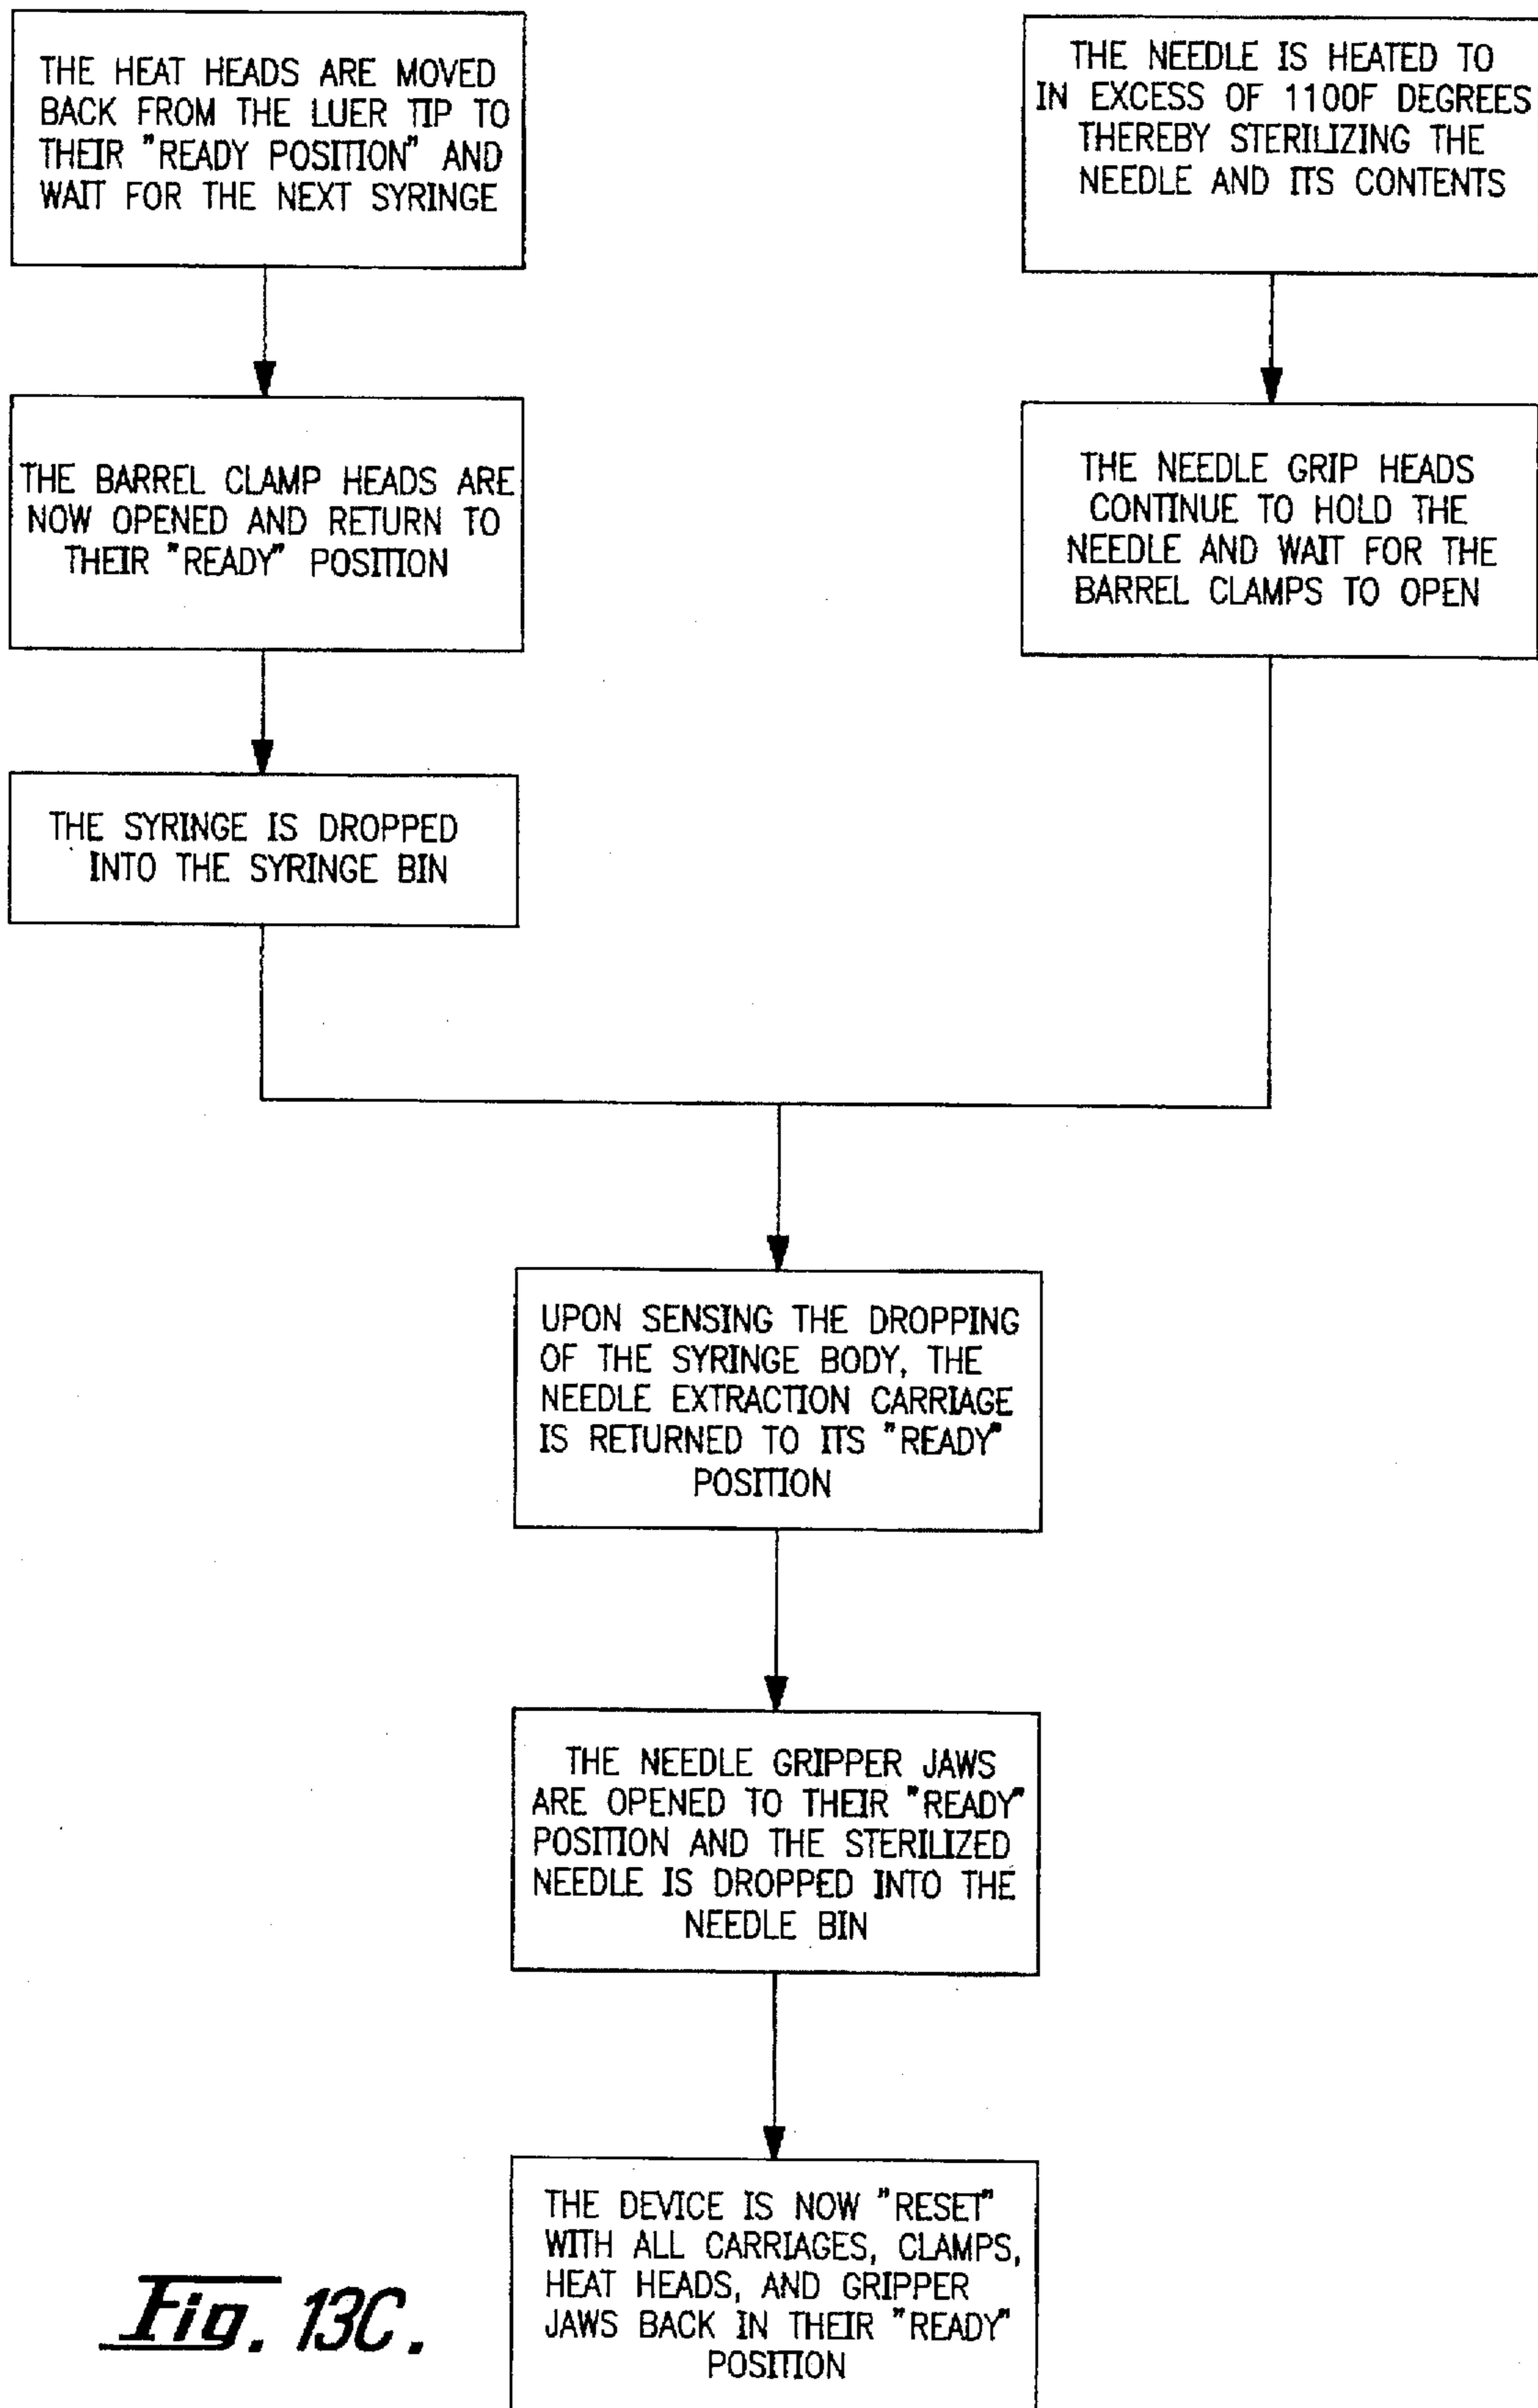 THE HEAT HEADS ARE MOVED
BACK FROM THE LUER TIP TO
THEIR "READY POSITION" AND
WAIT FOR THE NEXT SYRINGE
THE NEEDLE IS HEATED TO
IN EXCESS OF 1100F DEGREES
THEREBY STERILIZING THE
NEEDLE AND ITS CONTENTS
THE BARREL CLAMP HEADS ARE
NOW OPENED AND RETURN TO
THEIR "READY" POSITION
THE NEEDLE GRIP HEADS
CONTINUE TO HOLD THE
NEEDLE AND WAIT FOR THE
BARREL CLAMPS TO OPEN
THE SYRINGE IS DROPPED
INTO THE SYRINGE BIN
UPON SENSING THE DROPPING
OF THE SYRINGE BODY, THE
NEEDLE EXTRACTION CARRIAGE
IS RETURNED TO ITS "READY"
POSITION
THE NEEDLE GRIPPER JAWS
ARE OPENED TO THEIR "READY"
POSITION AND THE STERILIZED
NEEDLE IS DROPPED INTO THE
NEEDLE BIN
THE DEVICE IS NOW "RESET"
WITH ALL CARRIAGES, CLAMPS,
HEAT HEADS, AND GRIPPER
JAWS BACK IN THEIR "READY"
POSITION
Fig. 13C.